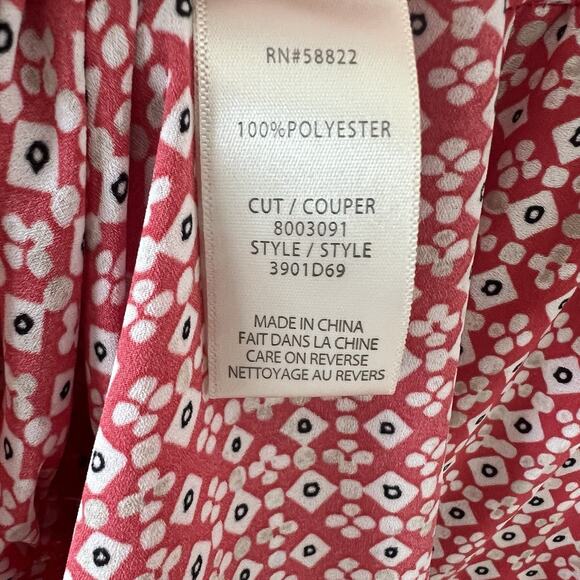 RN#58822
100%POLYESTER
CUT / COUPER
8003091
STYLE / STYLE
3901D69
MADE IN CHINA
FAIT DANS LA CHINE
CARE ON REVERSE
NETTOYAGE AU REVERS